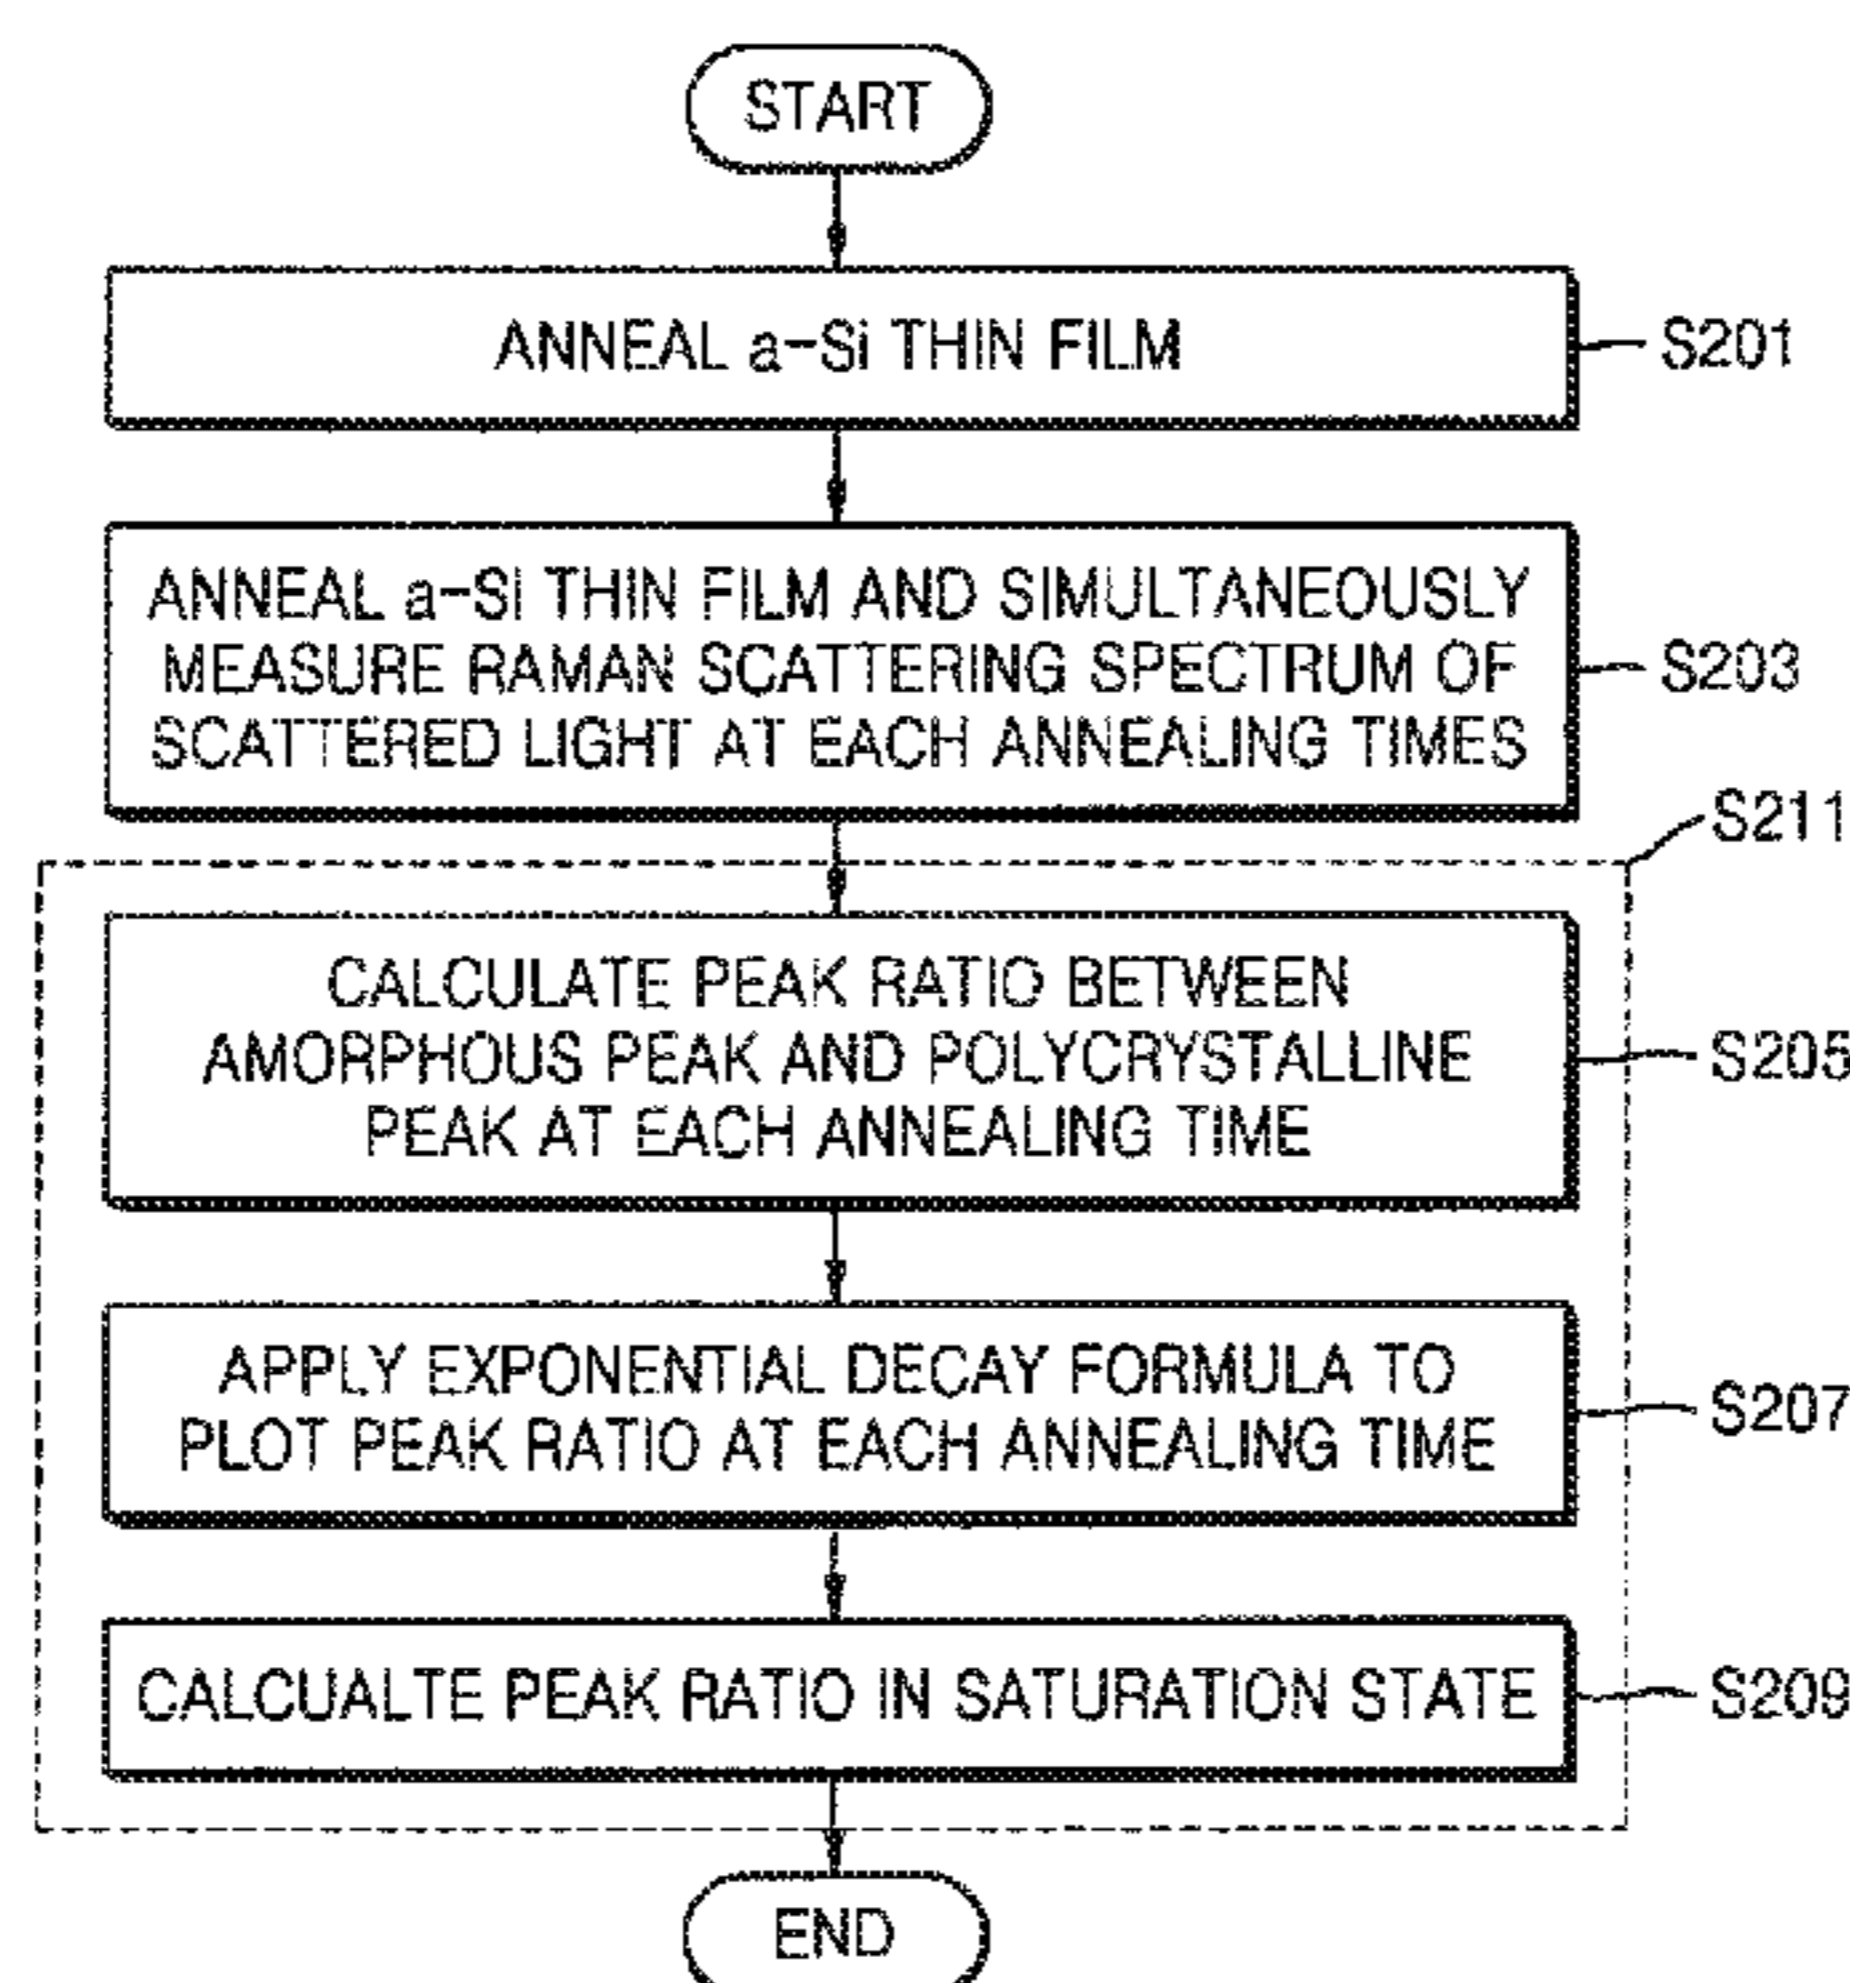 START
ANNEAL a-Si THIN FILM
S201
ANNEAL a-Si THIN FILM AND SIMULTANEOUSLY
MEASURE RAMAN SCATTERING SPECTRUM OF
SCATTERED LIGHT AT EACH ANNEALING TIMES
S203
S211
CALCULATE PEAK RATIO BETWEEN
AMORPHOUS PEAK AND POLYCRYSTALLINE
PEAK AT EACH ANNEALING TIME
S205
APPLY EXPONENTIAL DECAY FORMULA TO
PLOT PEAK RATIO AT EACH ANNEALING TIME
S207
CALCUALTE PEAK RATIO IN SATURATION STATE
S209
END